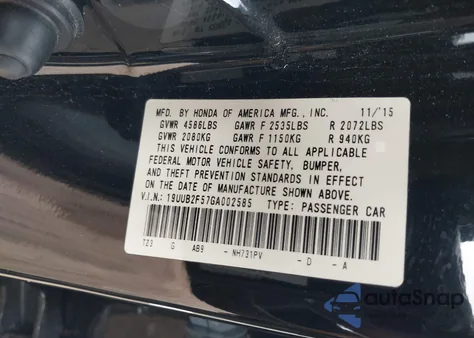 MFD. BY HONDA OF AMERICA MFG., INC. 11/'15
GVWR 4586LBS GAWR F 2535LBS R 2072LBS
GVWR 2080KG GAWR F 1150KG R 940KG
THIS VEHICLE CONFORMS TO ALL APPLICABLE
FEDERAL MOTOR VEHICLE SAFETY, BUMPER,
AND THEFT PREVENTION STANDARDS IN EFFECT
ON THE DATE OF MANUFACTURE SHOWN ABOVE.
V.I.N.: 19UUB2F57GA002585 TYPE: PASSENGER CAR
T23 G AB9 - NH731PV - D - A
autoSnap